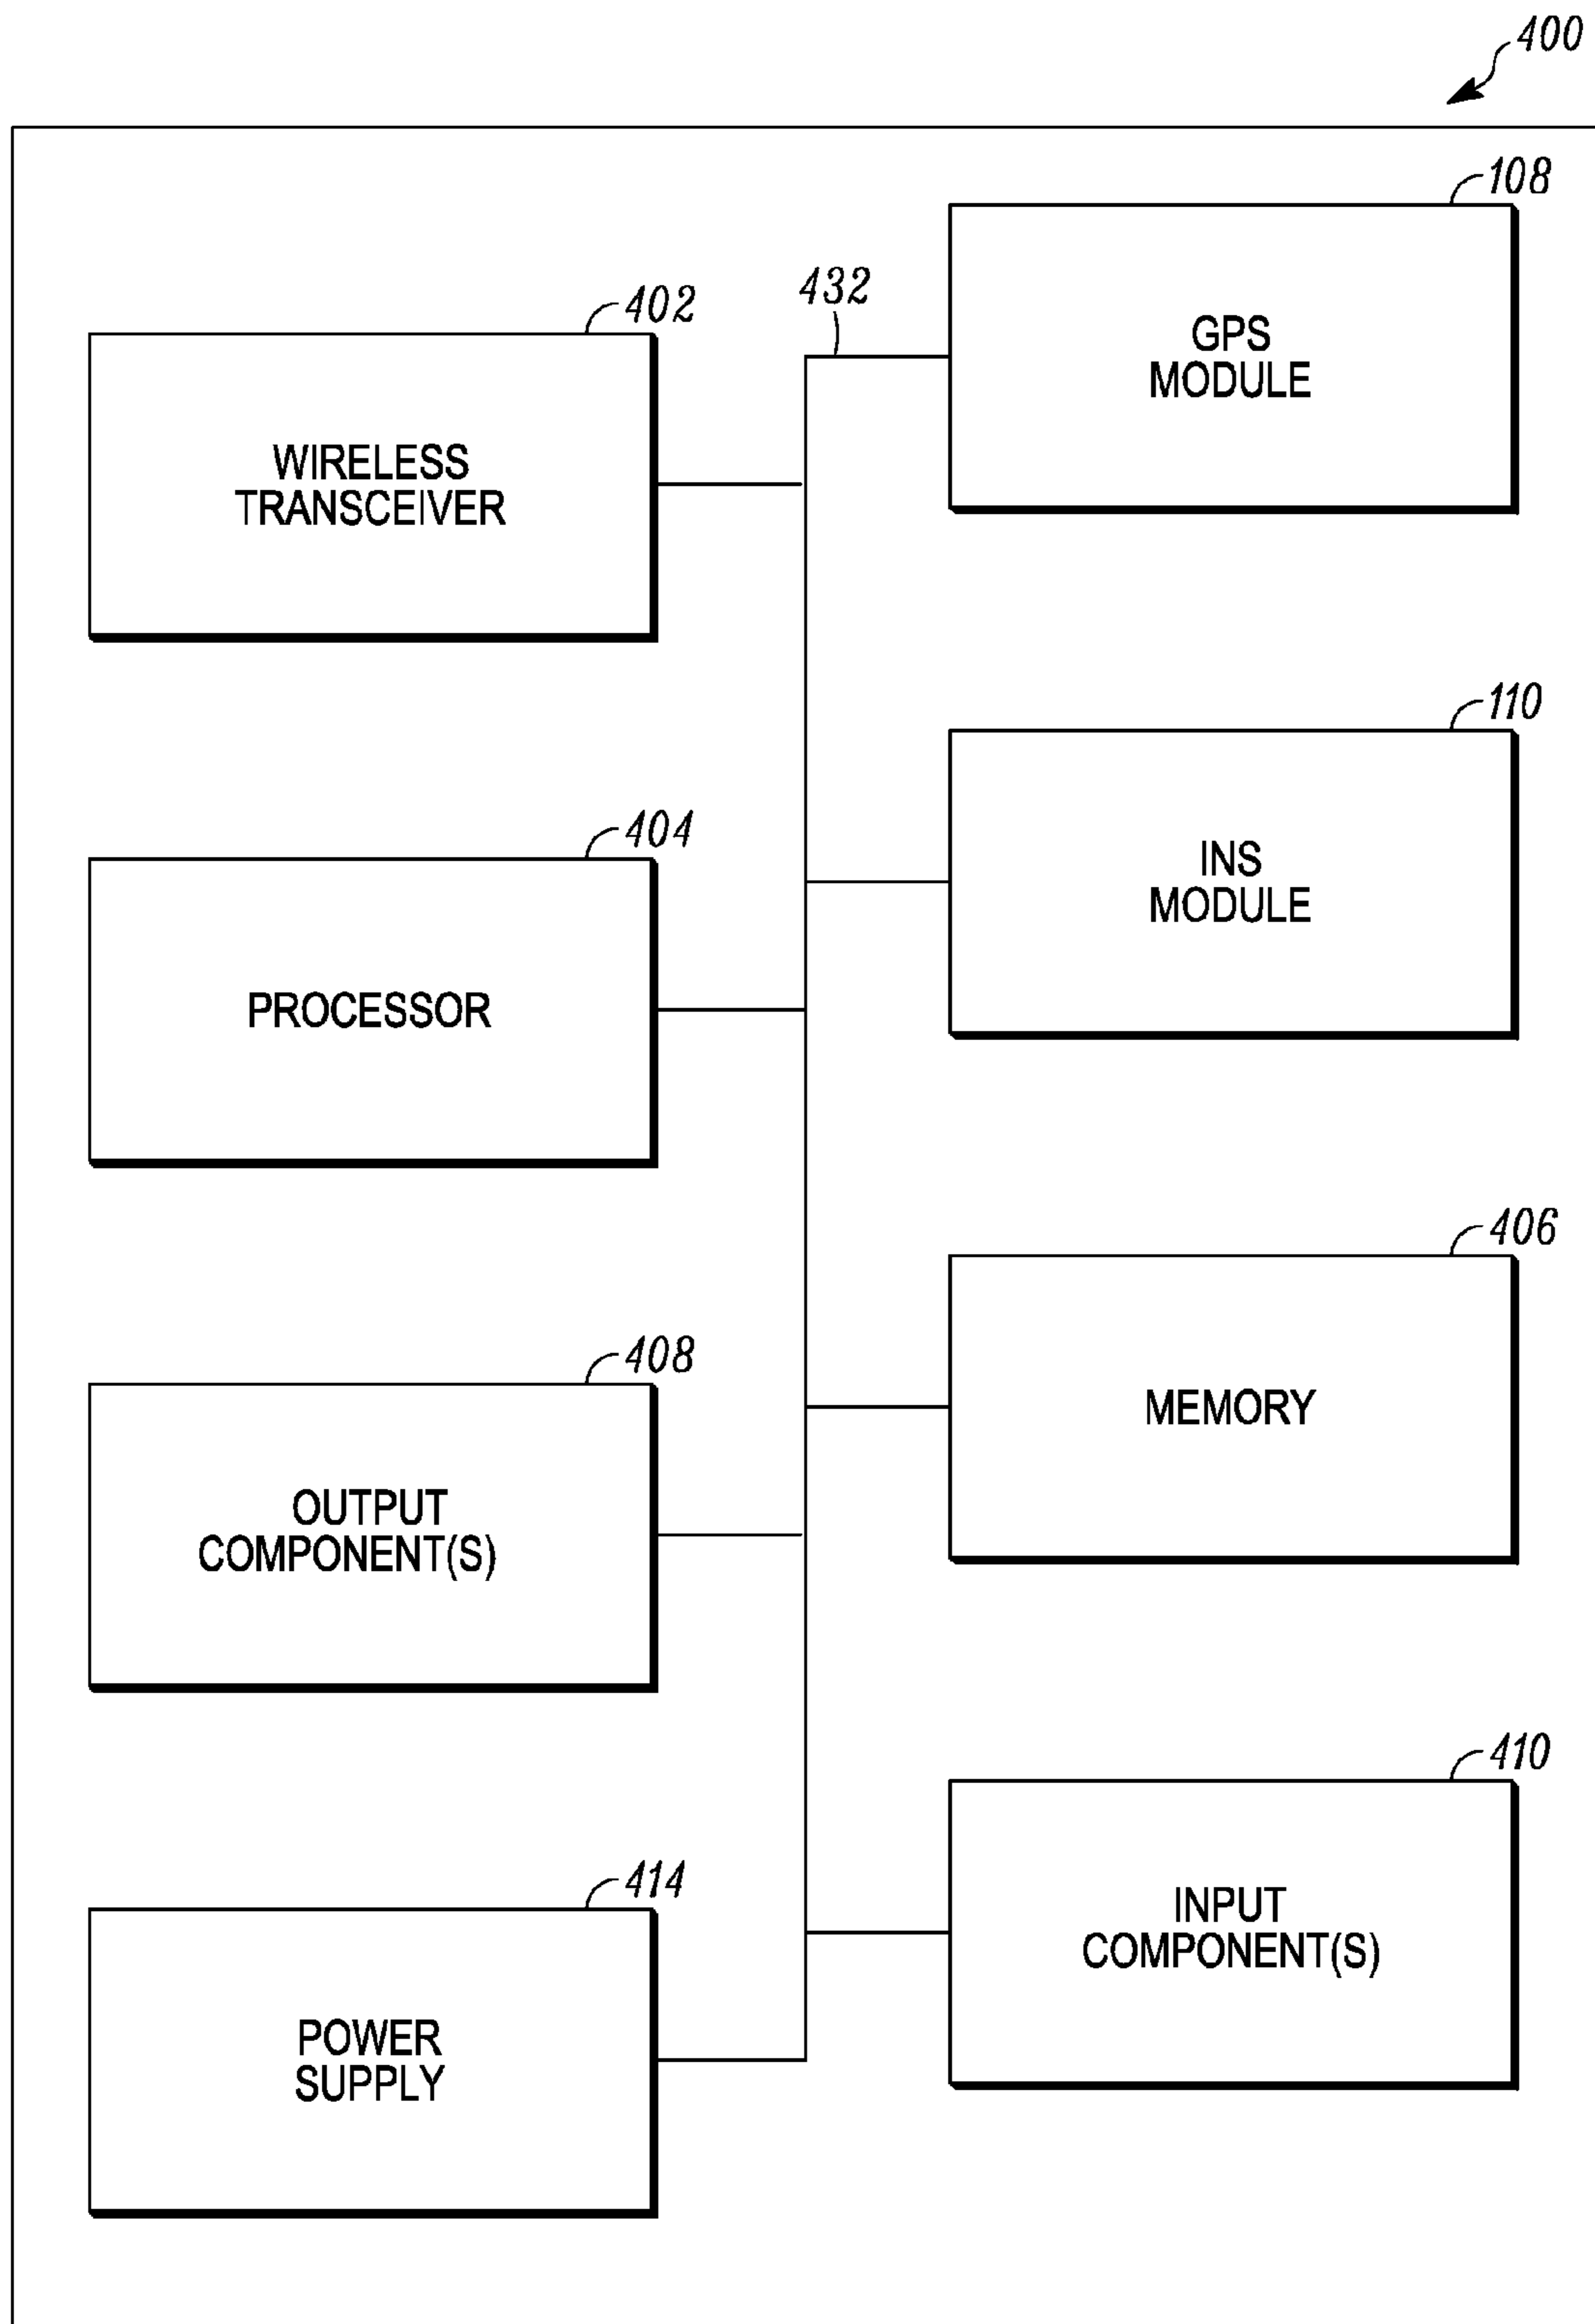 400
108
432
GPS
MODULE
402
WIRELESS
TRANSCEIVER
110
INS
MODULE
404
PROCESSOR
406
MEMORY
408
OUTPUT
COMPONENT(S)
410
INPUT
COMPONENT(S)
414
POWER
SUPPLY